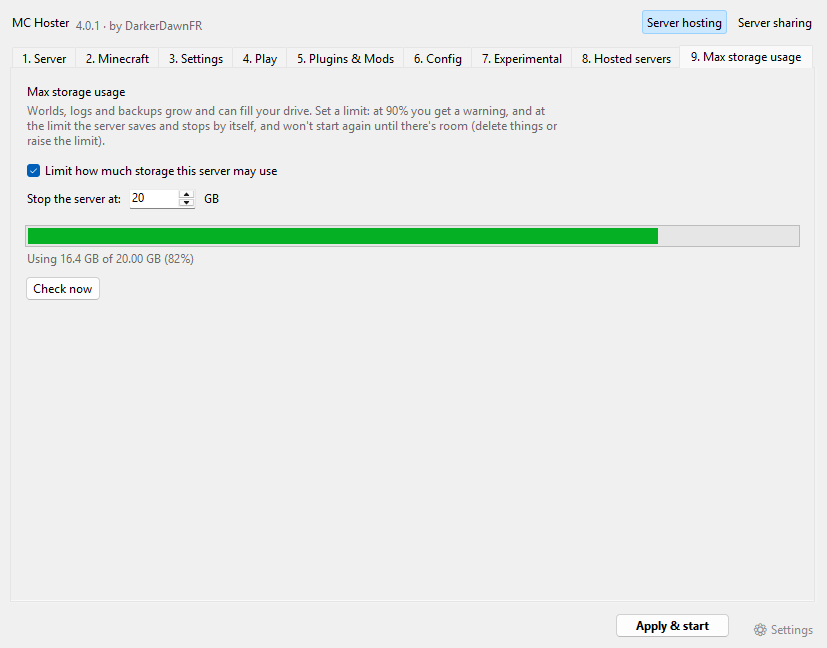 MC Hoster 4.0.1 · by DarkerDawnFR Server hosting Server sharing
1. Server 2. Minecraft 3. Settings 4. Play 5. Plugins & Mods 6. Config 7. Experimental 8. Hosted servers 9. Max storage usage
Max storage usage
Worlds, logs and backups grow and can fill your drive. Set a limit: at 90% you get a warning, and at
the limit the server saves and stops by itself, and won't start again until there's room (delete things or
raise the limit).
Limit how much storage this server may use
Stop the server at: 20 GB
Using 16.4 GB of 20.00 GB (82%)
Check now
Apply & start Settings